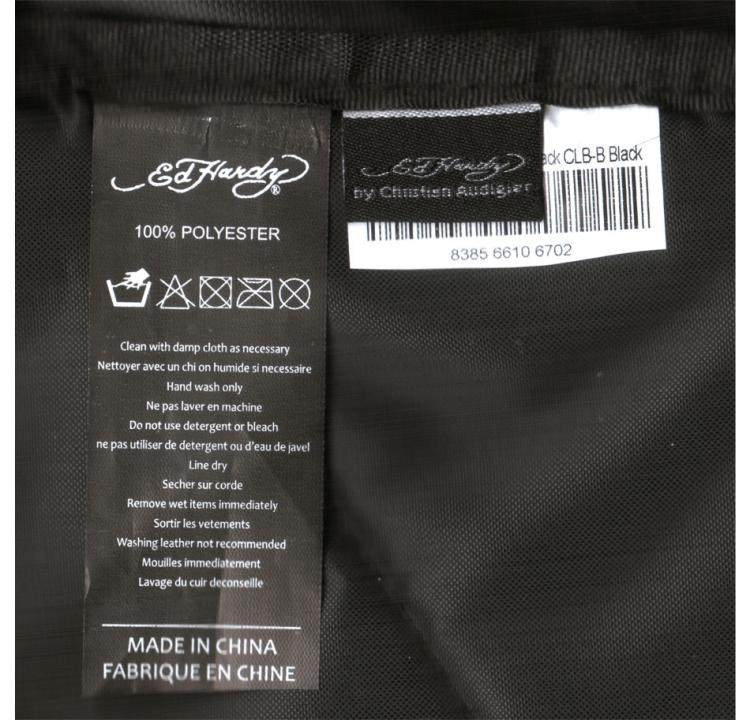 Ed Hardy
®
100% POLYESTER
Clean with damp cloth as necessary
Nettoyer avec un chi on humide si necessaire
Hand wash only
Ne pas laver en machine
Do not use detergent or bleach
ne pas utiliser de detergent ou d'eau de javel
Line dry
Secher sur corde
Remove wet items immediately
Sortir les vetements
Washing leather not recommended
Mouilles immediatement
Lavage du cuir deconseille
MADE IN CHINA
FABRIQUE EN CHINE
Ed Hardy
by Christian Audigier
ack CLB-B Black
8385 6610 6702